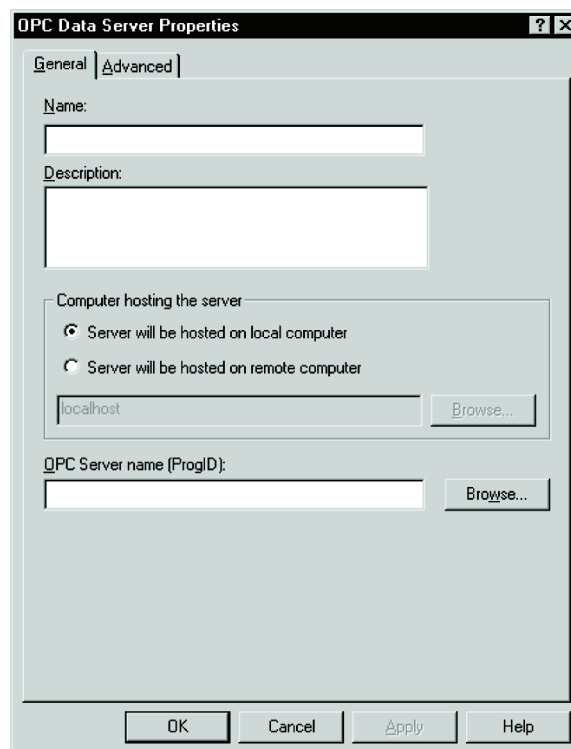 OPC Data Server Properties
General Advanced
Name:
Description:
Computer hosting the server
Server will be hosted on local computer
Server will be hosted on remote computer
localhost Browse...
OPC Server name (ProgID):
Browse...
OK Cancel Apply Help